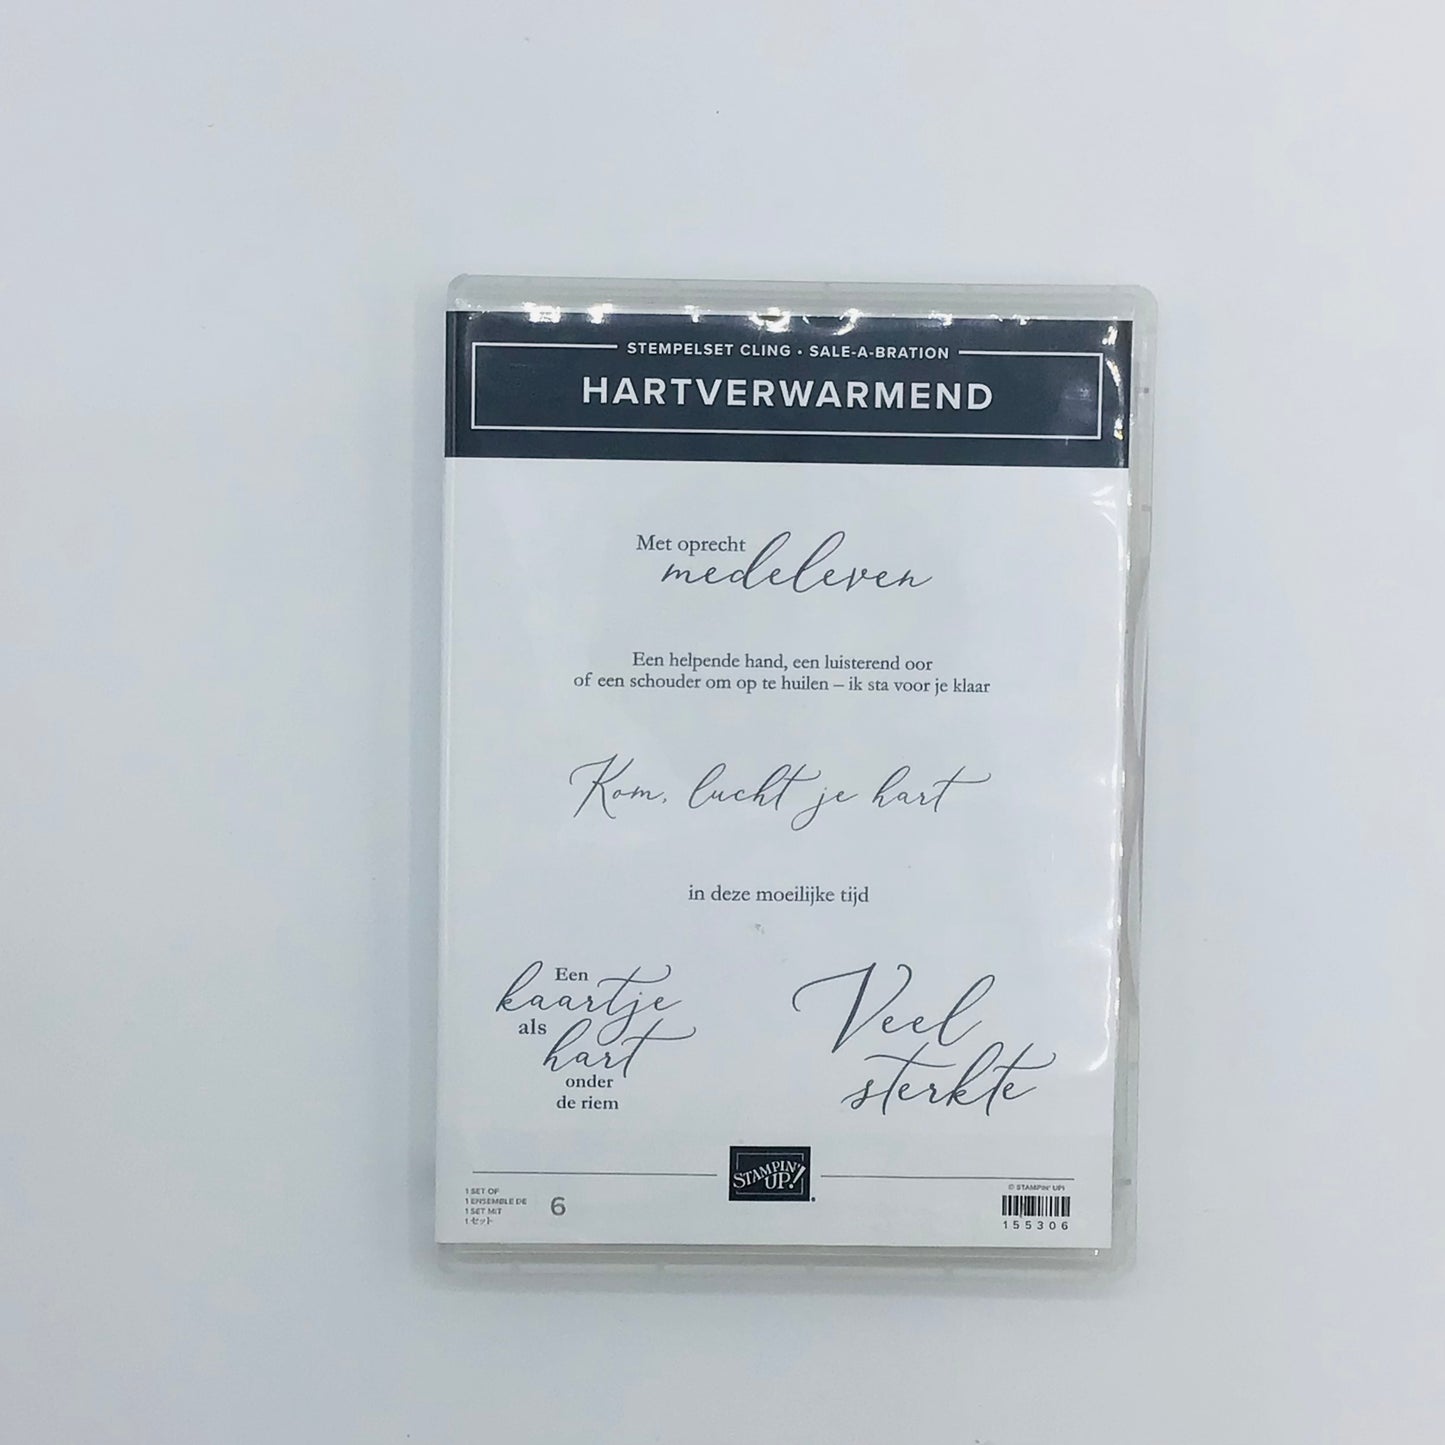 STEMPELSET CLING • SALE-A-BRATION
HARTVERWARMEND
Met oprecht
medeleven
Een helpende hand, een luisterend oor
of een schouder om op te huilen – ik sta voor je klaar
Kom, lucht je hart
in deze moeilijke tijd
Een
kaartje
als
hart
onder
de riem
Veel
sterkte
STAMPIN'
UP!
1 SET OF
1 ENSEMBLE DE
1 SET MIT
1 セット
6
© STAMPIN' UP!
155306